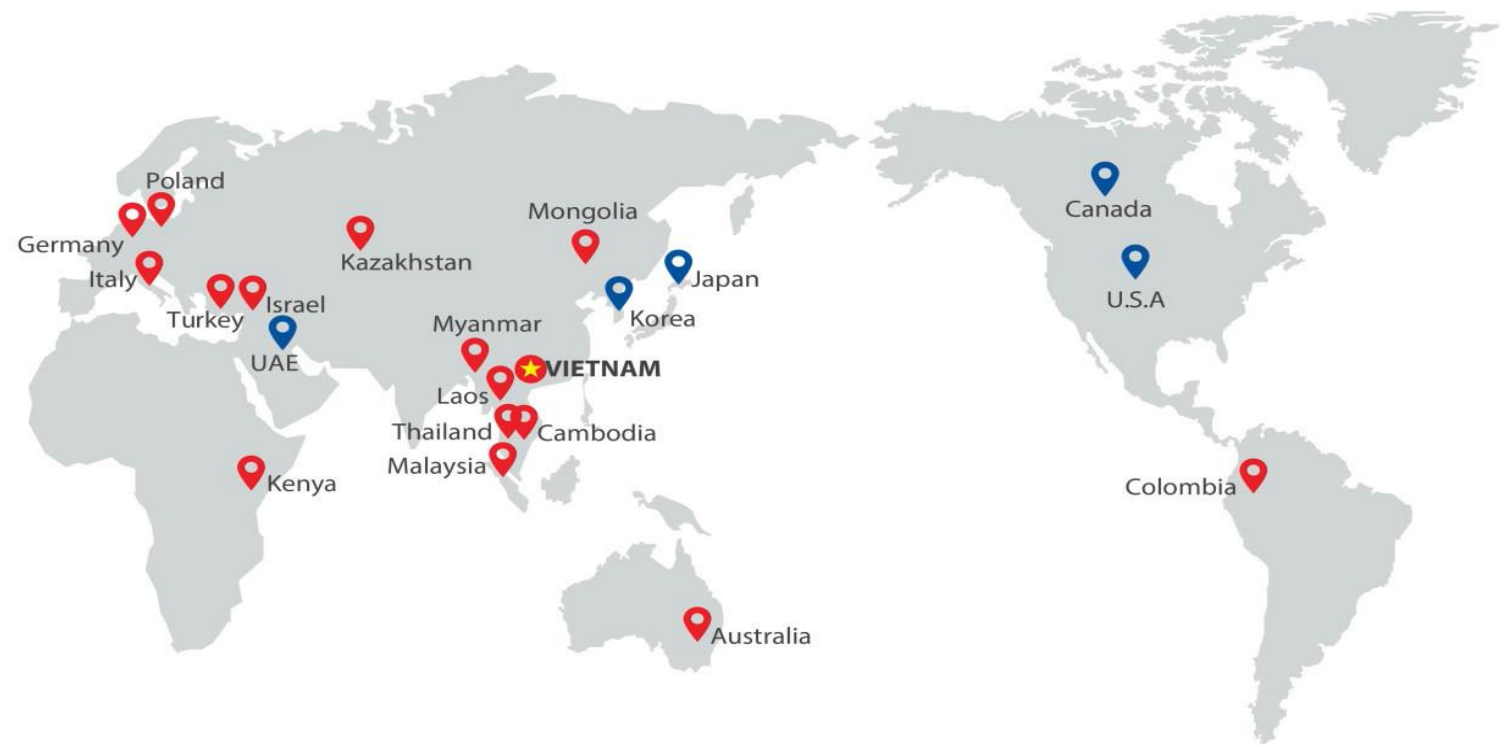 Poland
Germany
Italy
Turkey
Israel
UAE
Kazakhstan
Mongolia
Japan
Korea
Myanmar
VIETNAM
Laos
Thailand
Cambodia
Malaysia
Kenya
Australia
Canada
U.S.A
Colombia